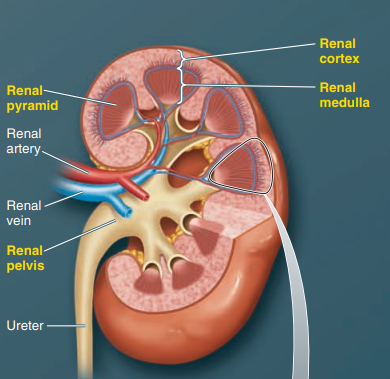 Renal
cortex
Renal
medulla
Renal
pyramid
Renal
artery
Renal
vein
Renal
pelvis
Ureter